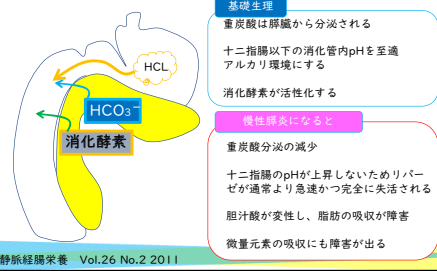 基礎生理
重炭酸は膵臓から分泌される
十二指腸以下の消化管内pHを至適
アルカリ環境にする
消化酵素が活性化する
HCL
HCO₃⁻
消化酵素
慢性膵炎になると
重炭酸分泌の減少
十二指腸のpHが上昇しないためリパー
ゼが通常より急速かつ完全に失活される
胆汁酸が変性し、脂肪の吸収が障害
微量元素の吸収にも障害が出る
静脈経腸栄養 Vol.26 No.2 2011